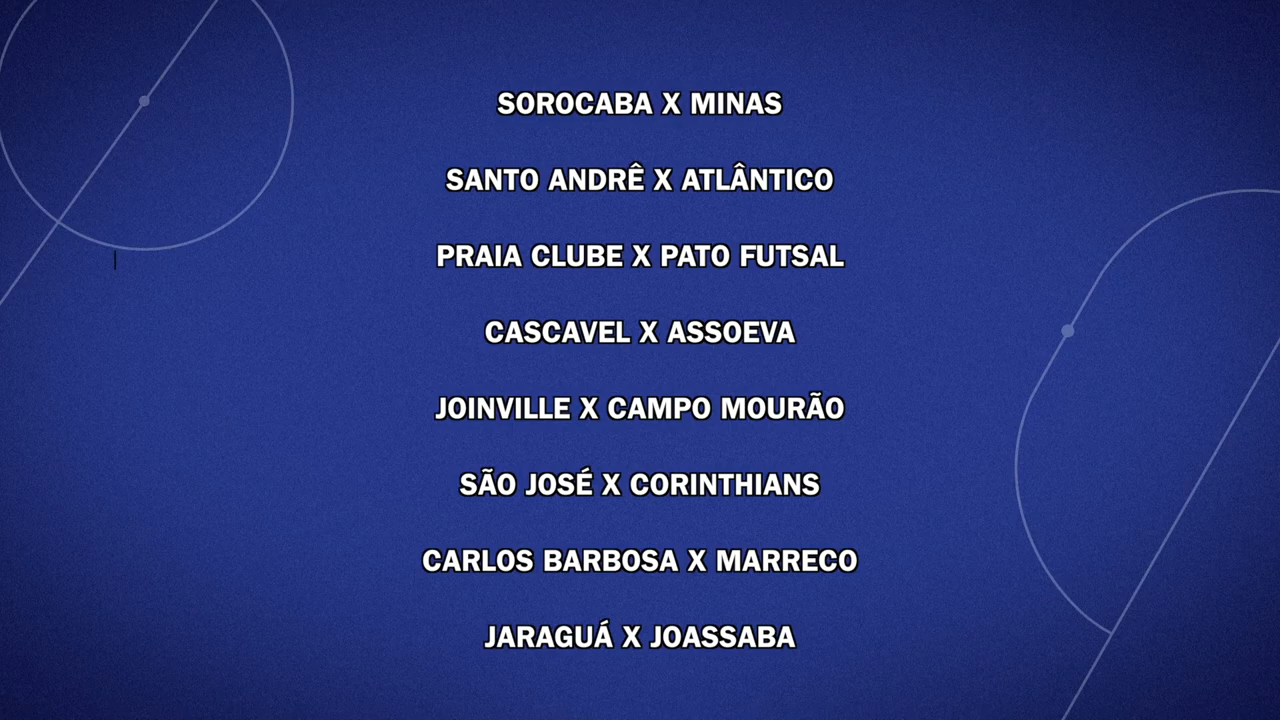 SOROCABA X MINAS
SANTO ANDRÊ X ATLÂNTICO
PRAIA CLUBE X PATO FUTSAL
CASCAVEL X ASSOEVA
JOINVILLE X CAMPO MOURÃO
SÃO JOSÉ X CORINTHIANS
CARLOS BARBOSA X MARRECO
JARAGUÁ X JOASSABA